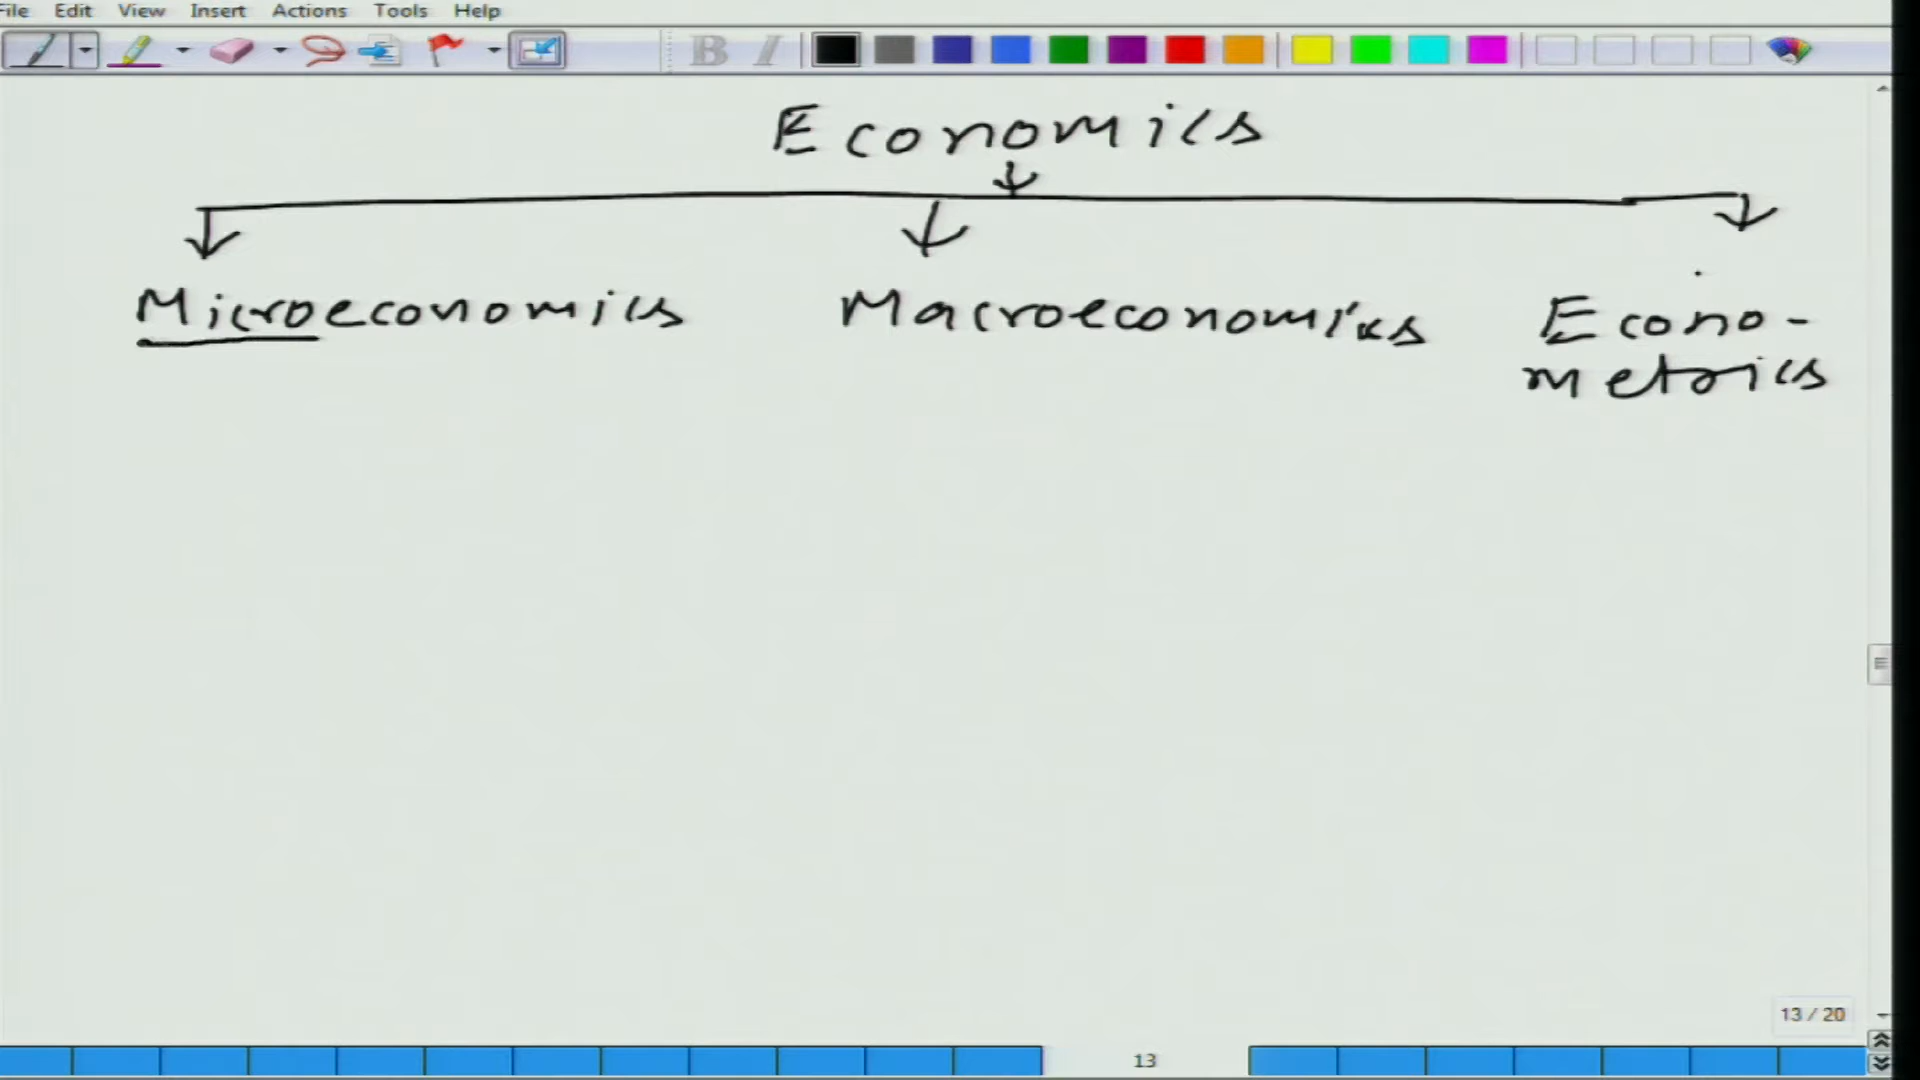 File Edit View Insert Actions Tools Help
B I
Economics
Microeconomics Macroeconomics Econo-
metrics
13 / 20
13